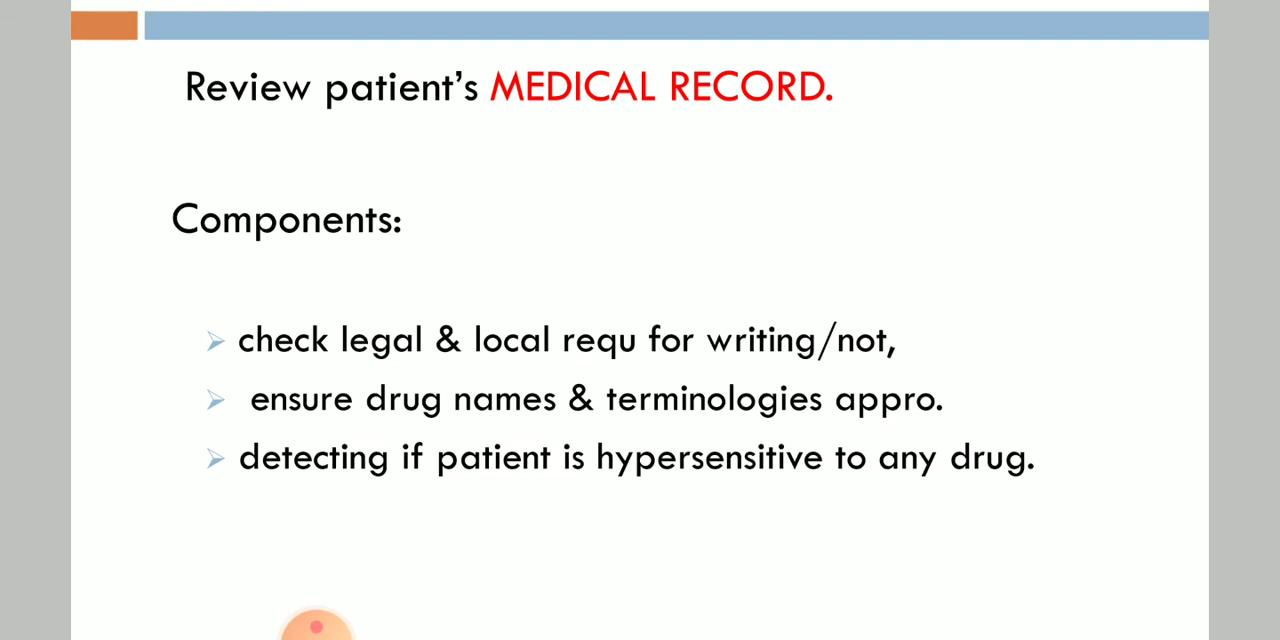 Review patient's MEDICAL RECORD.
Components:
check legal & local requ for writing/not,
ensure drug names & terminologies appro.
detecting if patient is hypersensitive to any drug.